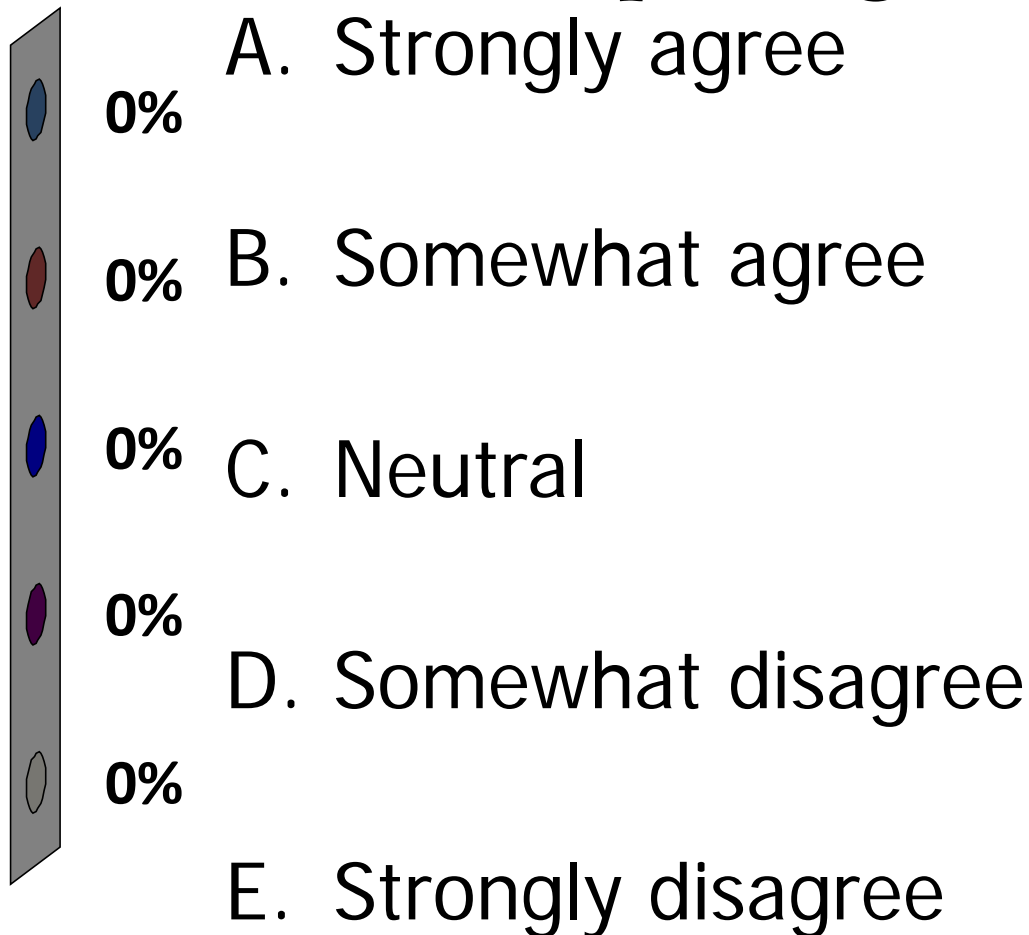 A. Strongly agree
0%
0% B. Somewhat agree
0% C. Neutral
0%
D. Somewhat disagree
0%
E. Strongly disagree